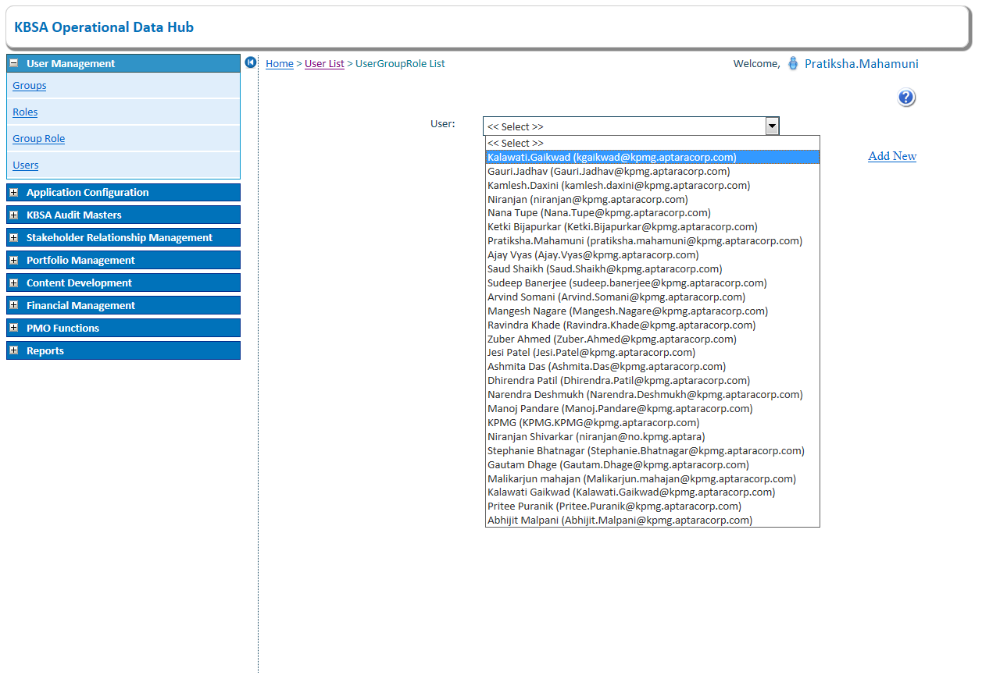 KBSA Operational Data Hub
User Management
Groups
Roles
Group Role
Users
Application Configuration
KBSA Audit Masters
Stakeholder Relationship Management
Portfolio Management
Content Development
Financial Management
PMO Functions
Reports
Home > User List > UserGroupRole List
Welcome, Pratiksha.Mahamuni
?
User: << Select >>
<< Select >>
Kalawati.Gaikwad (kgaikwad@kpmg.aptaracorp.com)
Gauri.Jadhav (Gauri.Jadhav@kpmg.aptaracorp.com)
Kamlesh.Daxini (kamlesh.daxini@kpmg.aptaracorp.com)
Niranjan (niranjan@kpmg.aptaracorp.com)
Nana Tupe (Nana.Tupe@kpmg.aptaracorp.com)
Ketki Bijapurkar (Ketki.Bijapurkar@kpmg.aptaracorp.com)
Pratiksha.Mahamuni (pratiksha.mahamuni@kpmg.aptaracorp.com)
Ajay Vyas (Ajay.Vyas@kpmg.aptaracorp.com)
Saud Shaikh (Saud.Shaikh@kpmg.aptaracorp.com)
Sudeep Banerjee (sudeep.banerjee@kpmg.aptaracorp.com)
Arvind Somani (Arvind.Somani@kpmg.aptaracorp.com)
Mangesh Nagare (Mangesh.Nagare@kpmg.aptaracorp.com)
Ravindra Khade (Ravindra.Khade@kpmg.aptaracorp.com)
Zuber Ahmed (Zuber.Ahmed@kpmg.aptaracorp.com)
Jesi Patel (Jesi.Patel@kpmg.aptaracorp.com)
Ashmita Das (Ashmita.Das@kpmg.aptaracorp.com)
Dhirendra Patil (Dhirendra.Patil@kpmg.aptaracorp.com)
Narendra Deshmukh (Narendra.Deshmukh@kpmg.aptaracorp.com)
Manoj Pandare (Manoj.Pandare@kpmg.aptaracorp.com)
KPMG (KPMG.KPMG@kpmg.aptaracorp.com)
Niranjan Shivarkar (niranjan@no.kpmg.aptara)
Stephanie Bhatnagar (Stephanie.Bhatnagar@kpmg.aptaracorp.com)
Gautam Dhage (Gautam.Dhage@kpmg.aptaracorp.com)
Malikarjun mahajan (Malikarjun.mahajan@kpmg.aptaracorp.com)
Kalawati Gaikwad (Kalawati.Gaikwad@kpmg.aptaracorp.com)
Pritee Puranik (Pritee.Puranik@kpmg.aptaracorp.com)
Abhijit Malpani (Abhijit.Malpani@kpmg.aptaracorp.com)
Add New